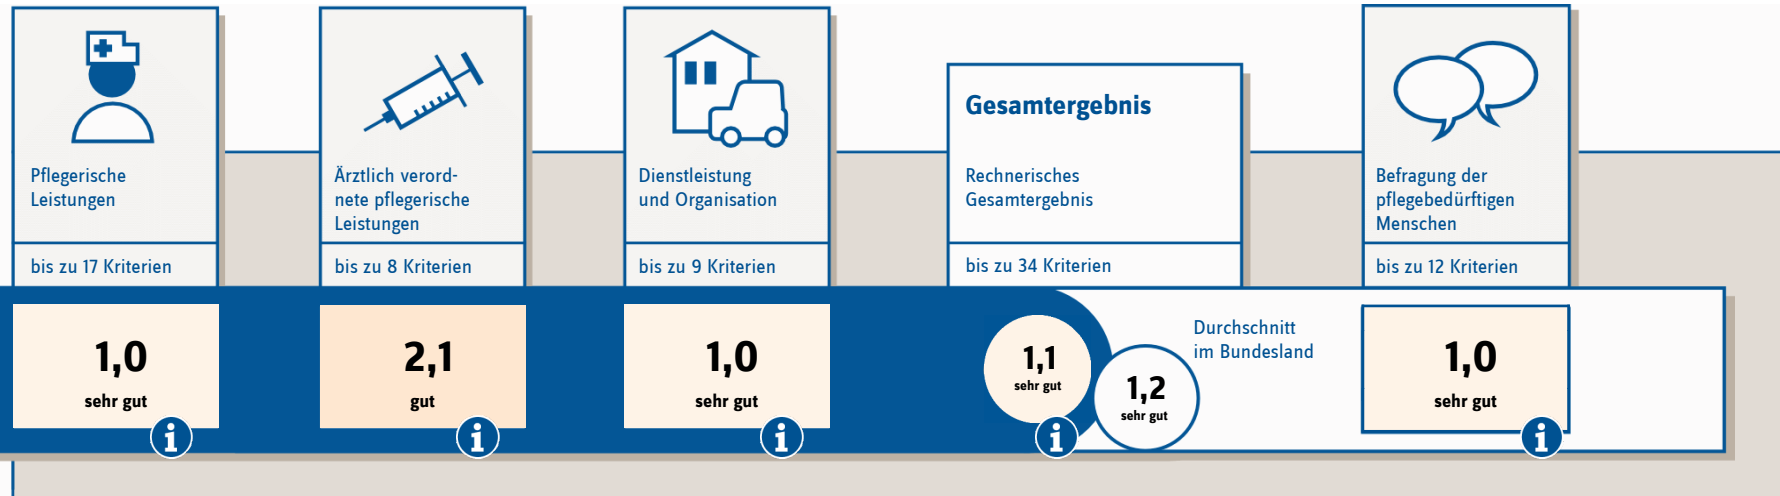 Pflegerische
Leistungen
bis zu 17 Kriterien
1,0
sehr gut
Ärztlich verord-
nete pflegerische
Leistungen
bis zu 8 Kriterien
2,1
gut
Dienstleistung
und Organisation
bis zu 9 Kriterien
1,0
sehr gut
Gesamtergebnis
Rechnerisches
Gesamtergebnis
bis zu 34 Kriterien
1,1
sehr gut
1,2
sehr gut
Durchschnitt
im Bundesland
Befragung der
pflegebedürftigen
Menschen
bis zu 12 Kriterien
1,0
sehr gut